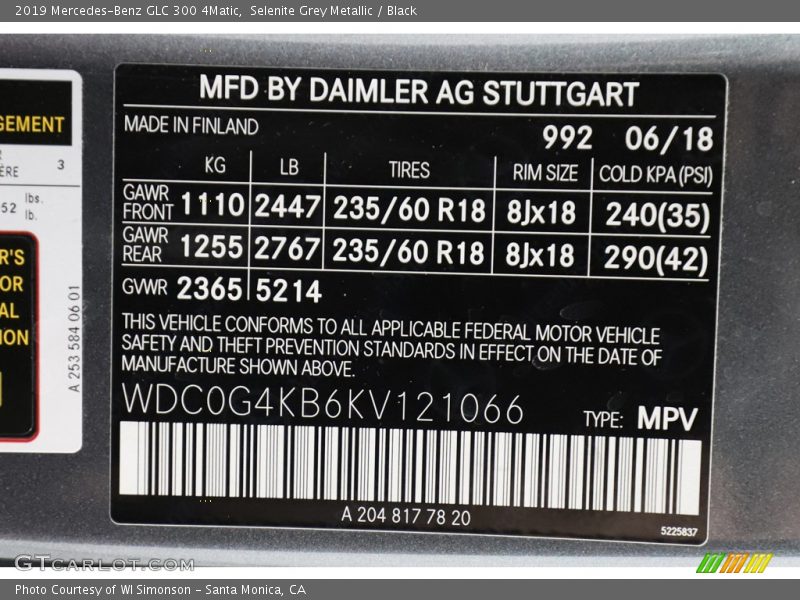 2019 Mercedes-Benz GLC 300 4Matic,  Selenite Grey Metallic / Black
MFD BY DAIMLER AG STUTTGART
MADE IN FINLAND
992 06/18
KG LB TIRES RIM SIZE COLD KPA(PSI)
GAWR FRONT 1110 2447 235/60 R18 8Jx18 240(35)
GAWR REAR 1255 2767 235/60 R18 8Jx18 290(42)
GVWR 2365 5214
THIS VEHICLE CONFORMS TO ALL APPLICABLE FEDERAL MOTOR VEHICLE
SAFETY AND THEFT PREVENTION STANDARDS IN EFFECT ON THE DATE OF
MANUFACTURE SHOWN ABOVE.
WDC0G4KB6KV121066
TYPE: MPV
A 204 817 78 20
5225837
GEMENT
ÈRE 3
52 lbs.
lb.
R'S
OR
AL
ION
A 253 584 06 01
GTCARLOT.COM
Photo Courtesy of WI Simonson - Santa Monica, CA